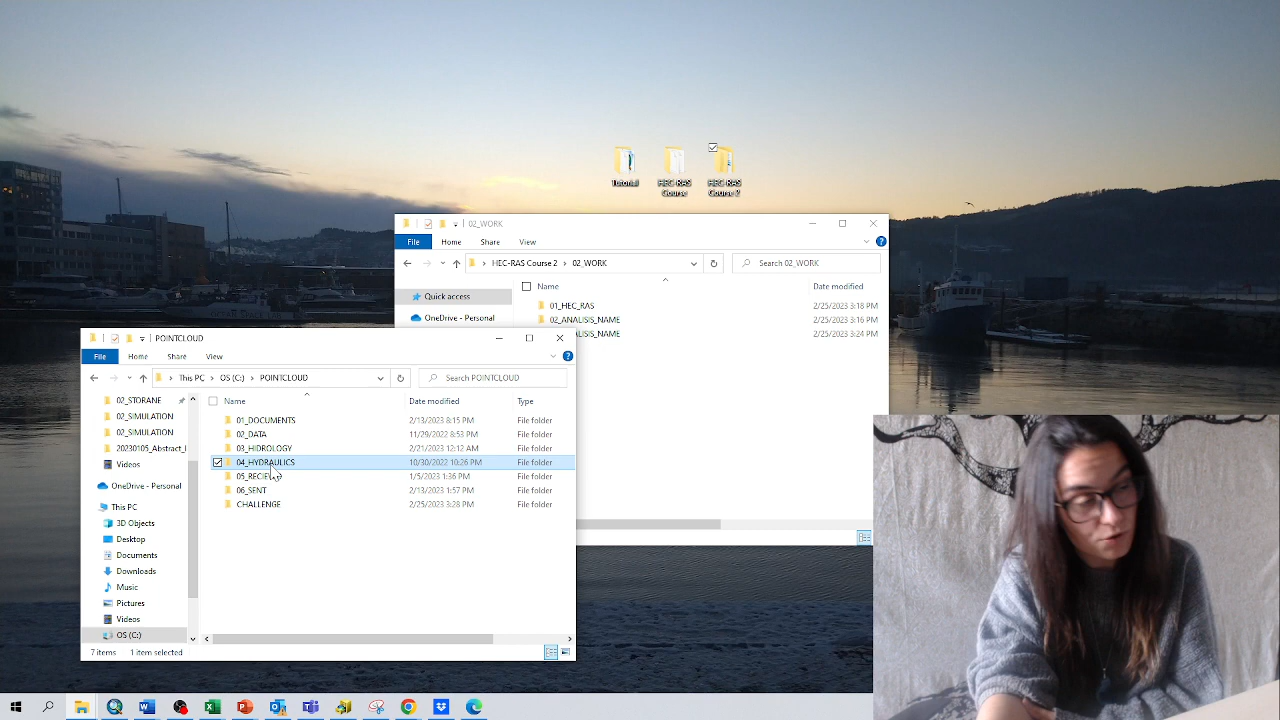 Tutorial
HEC-RAS
Course
HEC-RAS
Course 2
02_WORK
File
Home
Share
View
HEC-RAS Course 2
02_WORK
Search 02_WORK
Quick access
OneDrive - Personal
Name
Date modified
01_HEC_RAS
2/25/2023 3:18 PM
02_ANALISIS_NAME
2/25/2023 3:16 PM
ALISIS_NAME
2/25/2023 3:24 PM
POINTCLOUD
File
Home
Share
View
This PC
OS (C:)
POINTCLOUD
Search POINTCLOUD
02_STORANE
02_SIMULATION
02_SIMULATION
20230105_Abstract_I
Videos
OneDrive - Personal
This PC
3D Objects
Desktop
Documents
Downloads
Music
Pictures
Videos
OS (C:)
Name
Date modified
Type
01_DOCUMENTS
2/13/2023 8:15 PM
File folder
02_DATA
11/29/2022 8:53 PM
File folder
03_HIDROLOGY
2/21/2023 12:12 AM
File folder
04_HYDRAULICS
10/30/2022 10:26 PM
File folder
1/5/2023 1:36 PM
File folder
06_SENT
2/13/2023 1:57 PM
File folder
CHALLENGE
2/25/2023 3:28 PM
File folder
7 items
1 item selected